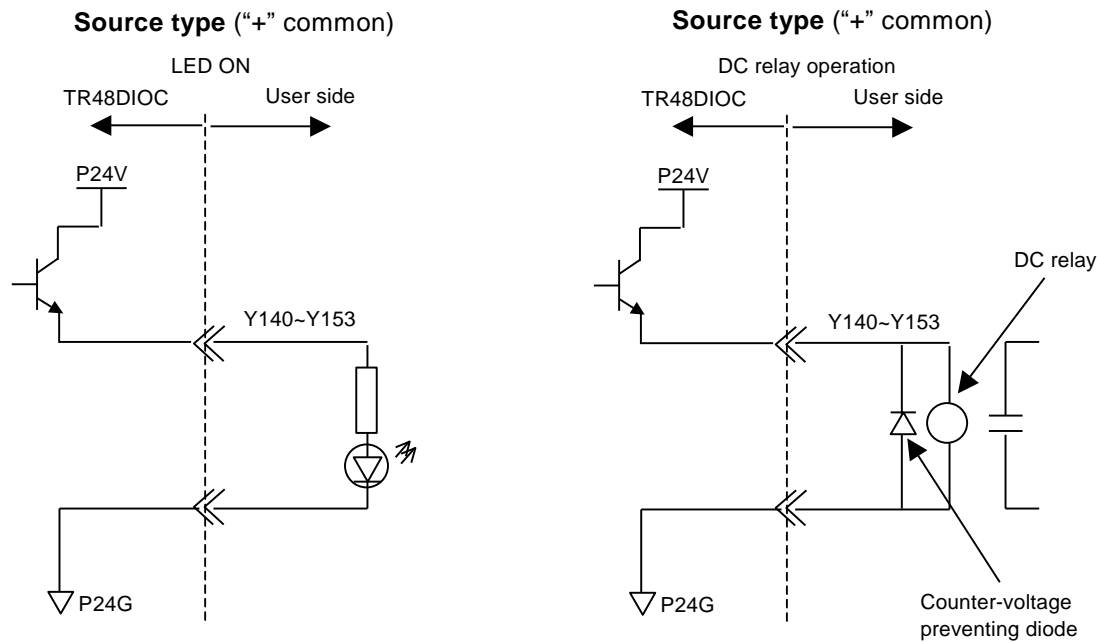 Source type (“+” common)
LED ON
TR48DIOC
User side
P24V
Y140~Y153
P24G
Source type (“+” common)
DC relay operation
TR48DIOC
User side
P24V
DC relay
Y140~Y153
P24G
Counter-voltage
preventing diode